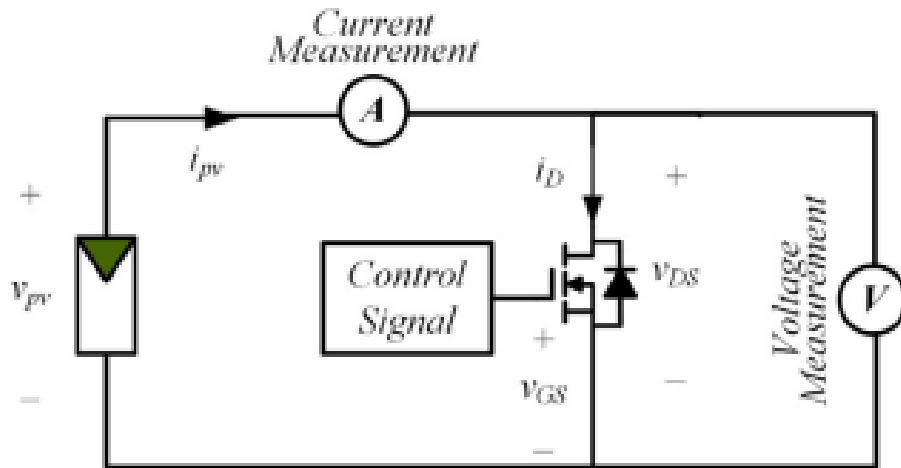 Current
Measurement
A
i_pv
i_D
+
+
Control
Signal
v_pv
v_DS
V
Voltage
Measurement
+
v_GS
−
−
−